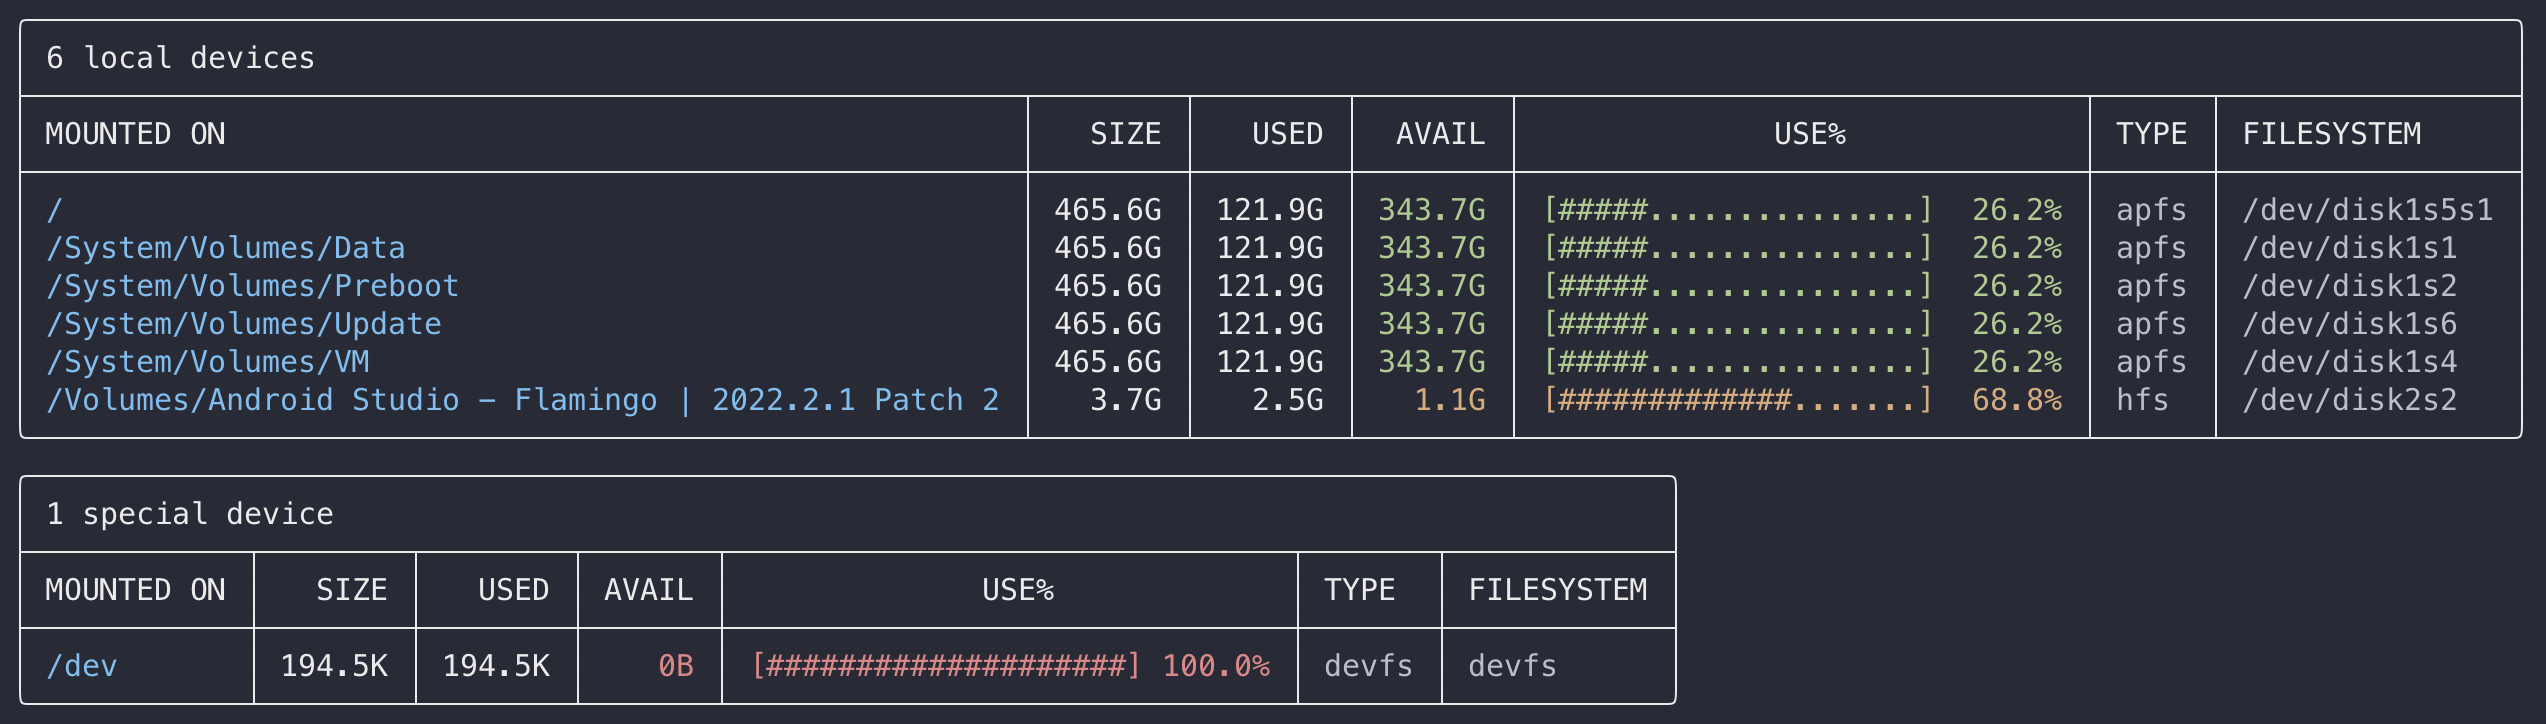 6 local devices
MOUNTED ON SIZE USED AVAIL USE% TYPE FILESYSTEM
/ 465.6G 121.9G 343.7G [#####...............] 26.2% apfs /dev/disk1s5s1
/System/Volumes/Data 465.6G 121.9G 343.7G [#####...............] 26.2% apfs /dev/disk1s1
/System/Volumes/Preboot 465.6G 121.9G 343.7G [#####...............] 26.2% apfs /dev/disk1s2
/System/Volumes/Update 465.6G 121.9G 343.7G [#####...............] 26.2% apfs /dev/disk1s6
/System/Volumes/VM 465.6G 121.9G 343.7G [#####...............] 26.2% apfs /dev/disk1s4
/Volumes/Android Studio – Flamingo | 2022.2.1 Patch 2 3.7G 2.5G 1.1G [#############.......] 68.8% hfs /dev/disk2s2
1 special device
MOUNTED ON SIZE USED AVAIL USE% TYPE FILESYSTEM
/dev 194.5K 194.5K 0B [####################] 100.0% devfs devfs